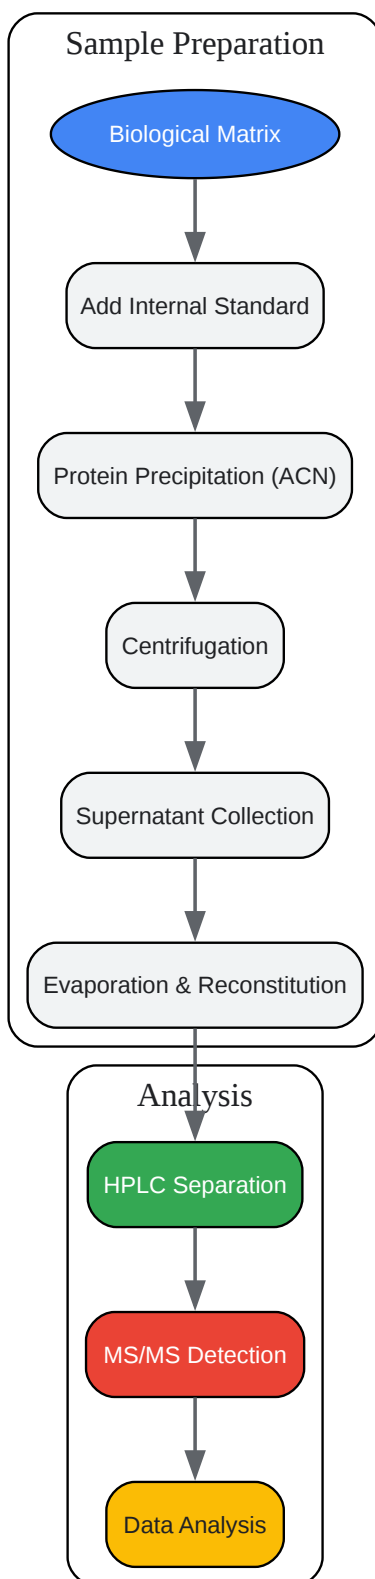 Sample Preparation
Biological Matrix
Add Internal Standard
Protein Precipitation (ACN)
Centrifugation
Supernatant Collection
Evaporation & Reconstitution
Analysis
HPLC Separation
MS/MS Detection
Data Analysis